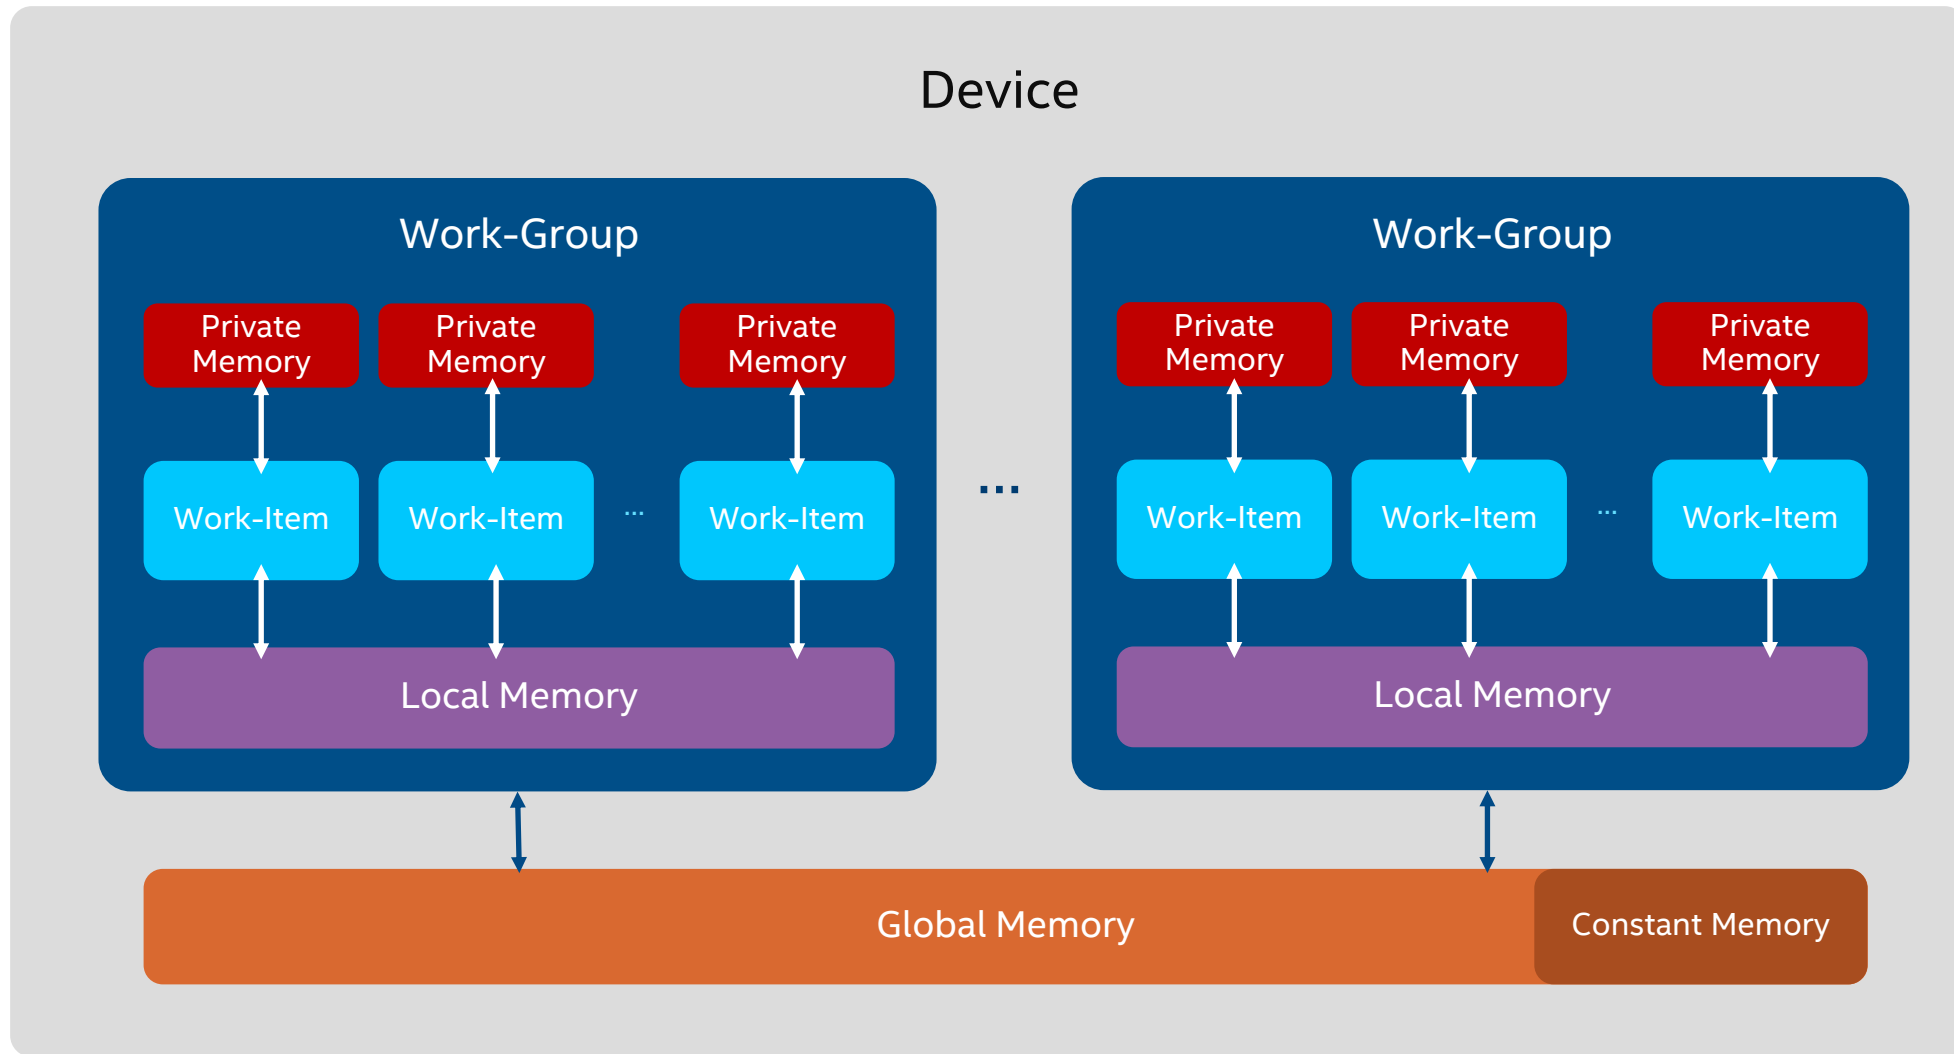 Device
Work-Group
Private
Memory
Private
Memory
Private
Memory
Work-Item
Work-Item
...
Work-Item
Local Memory
...
Work-Group
Private
Memory
Private
Memory
Private
Memory
Work-Item
Work-Item
...
Work-Item
Local Memory
Global Memory
Constant Memory